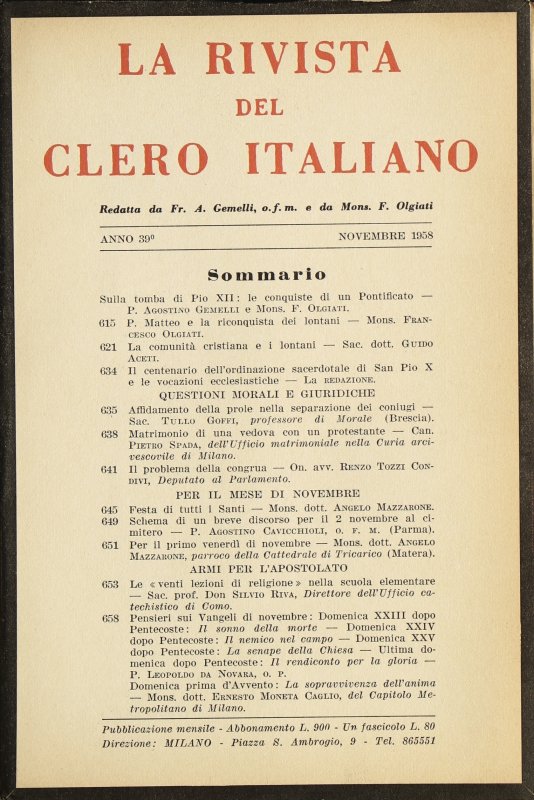 LA RIVISTA
DEL
CLERO ITALIANO
Redatta da Fr. A. Gemelli, o.f.m. e da Mons. F. Olgiati
ANNO 39º NOVEMBRE 1958
Sommario
Sulla tomba di Pio XII: le conquiste di un Pontificato —
P. Agostino Gemelli e Mons. F. Olgiati.
615 P. Matteo e la riconquista dei lontani — Mons. Fran-
cesco Olgiati.
621 La comunità cristiana e i lontani — Sac. dott. Guido
Aceti.
634 Il centenario dell'ordinazione sacerdotale di San Pio X
e le vocazioni ecclesiastiche — La redazione.
QUESTIONI MORALI E GIURIDICHE
635 Affidamento della prole nella separazione dei coniugi —
Sac. Tullo Goffi, professore di Morale (Brescia).
638 Matrimonio di una vedova con un protestante — Can.
Pietro Spada, dell'Ufficio matrimoniale nella Curia arci-
vescovile di Milano.
641 Il problema della congrua — On. avv. Renzo Tozzi Con-
divi, Deputato al Parlamento.
PER IL MESE DI NOVEMBRE
645 Festa di tutti i Santi — Mons. dott. Angelo Mazzarone.
649 Schema di un breve discorso per il 2 novembre al ci-
mitero — P. Agostino Cavicchioli, o. f. m. (Parma).
651 Per il primo venerdì di novembre — Mons. dott. Angelo
Mazzarone, parroco della Cattedrale di Tricarico (Matera).
ARMI PER L'APOSTOLATO
653 Le « venti lezioni di religione » nella scuola elementare
— Sac. prof. Don Silvio Riva, Direttore dell'Ufficio ca-
techistico di Como.
658 Pensieri sui Vangeli di novembre: Domenica XXIII dopo
Pentecoste: Il sonno della morte — Domenica XXIV
dopo Pentecoste: Il nemico nel campo — Domenica XXV
dopo Pentecoste: La senape della Chiesa — Ultima do-
menica dopo Pentecoste: Il rendiconto per la gloria —
P. Leopoldo da Novara, o. p.
Domenica prima d'Avvento: La sopravvivenza dell'anima
— Mons. dott. Ernesto Moneta Caglio, del Capitolo Me-
tropolitano di Milano.
Pubblicazione mensile - Abbonamento L. 900 - Un fascicolo L. 80
Direzione: MILANO - Piazza S. Ambrogio, 9 - Tel. 865551